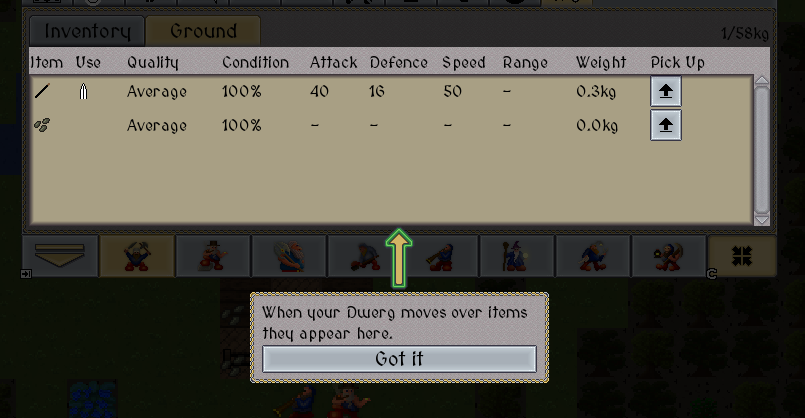 Inventory Ground 1/58kg
Item Use Quality Condition Attack Defence Speed Range Weight Pick Up
Average 100% 40 16 50 - 0.3kg
Average 100% - - - - 0.0kg
C
When your Dwerg moves over items
they appear here.
Got it